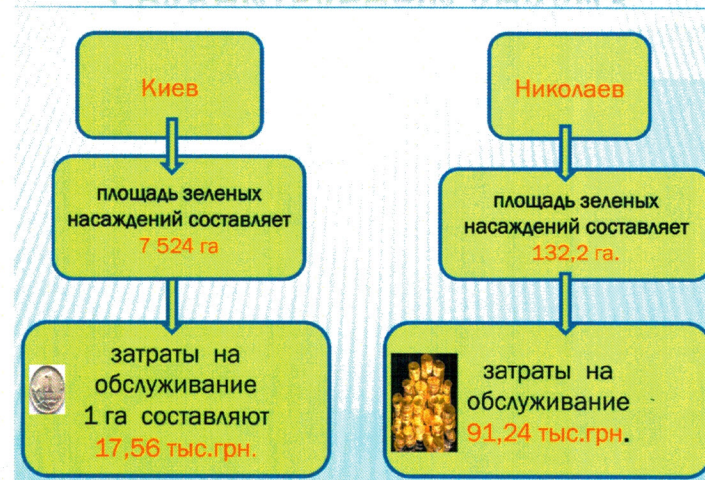 Киев
Николаев
площадь зеленых
насаждений составляет
7 524 га
площадь зеленых
насаждений составляет
132,2 га.
затраты на
обслуживание
1 га составляют
17,56 тыс.грн.
затраты на
обслуживание
91,24 тыс.грн.